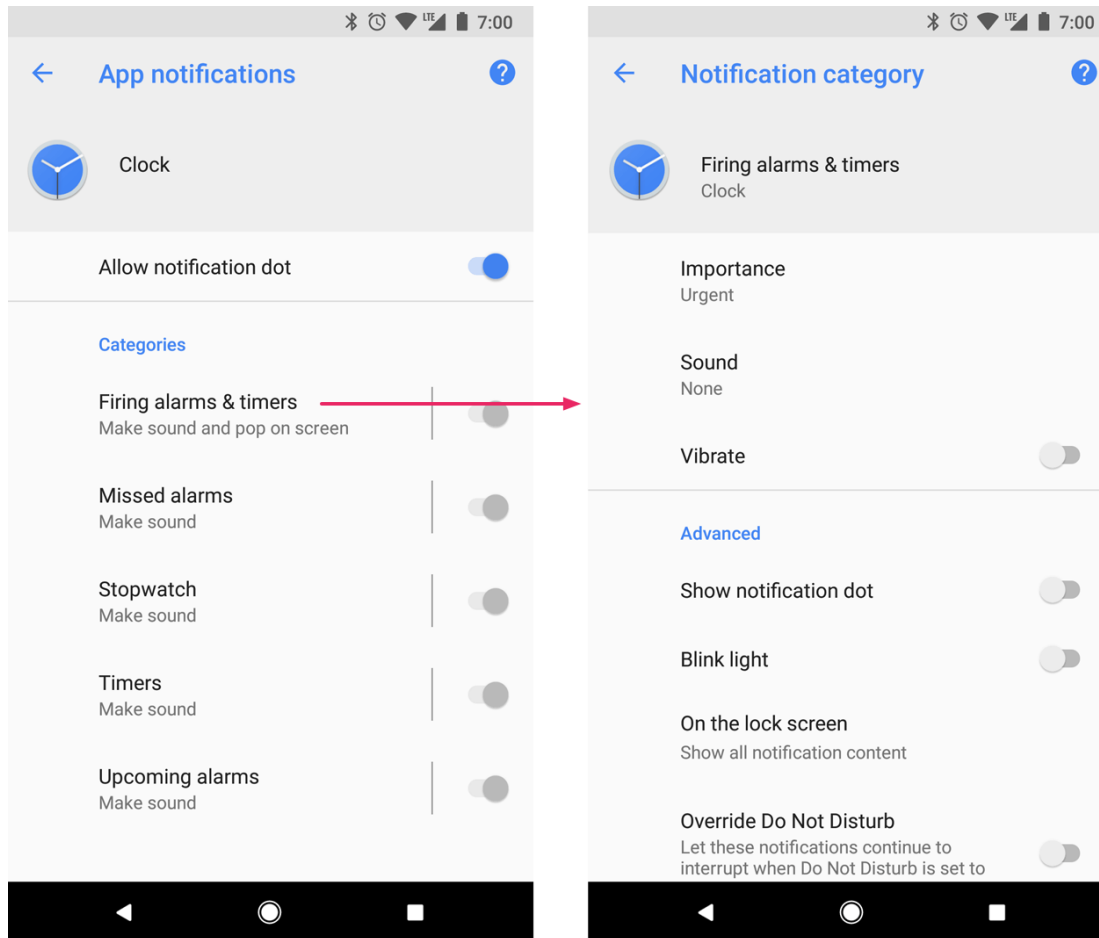 LTE 7:00
App notifications ?
Clock
Allow notification dot
Categories
Firing alarms & timers
Make sound and pop on screen
Missed alarms
Make sound
Stopwatch
Make sound
Timers
Make sound
Upcoming alarms
Make sound
LTE 7:00
Notification category ?
Firing alarms & timers
Clock
Importance
Urgent
Sound
None
Vibrate
Advanced
Show notification dot
Blink light
On the lock screen
Show all notification content
Override Do Not Disturb
Let these notifications continue to
interrupt when Do Not Disturb is set to